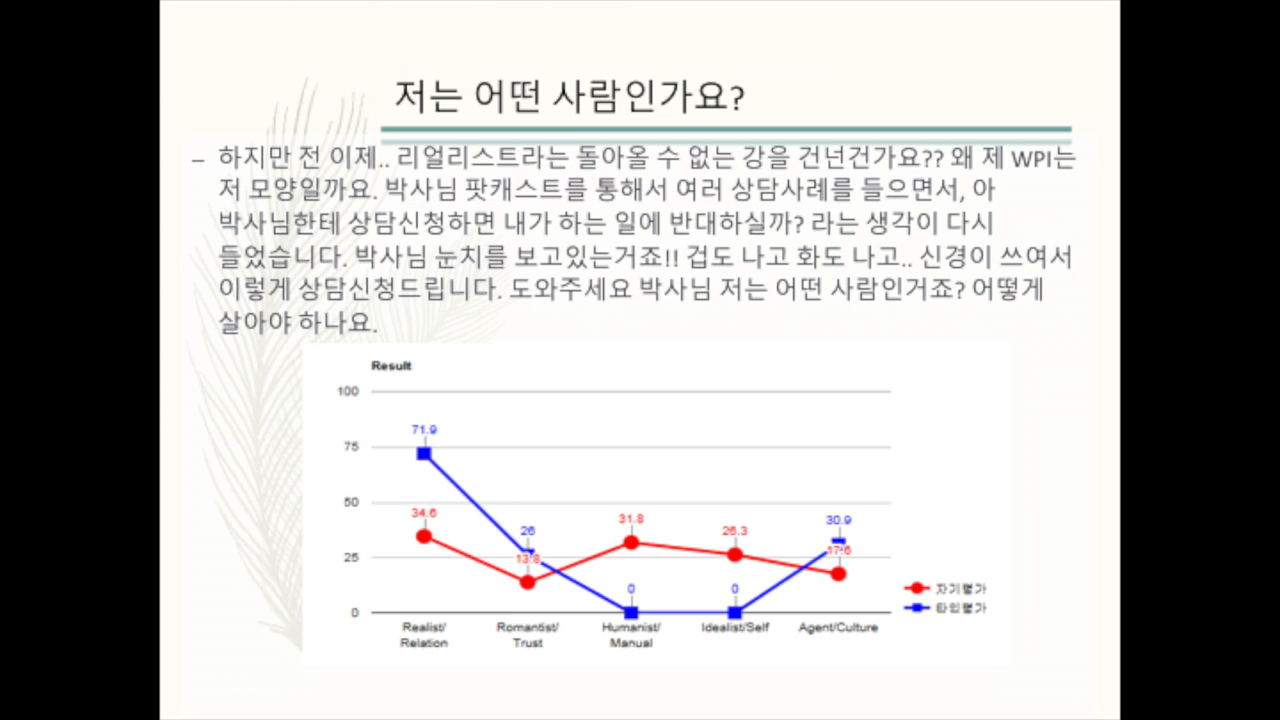 저는 어떤 사람인가요?
– 하지만 전 이제.. 리얼리스트라는 돌아올 수 없는 강을 건넌건가요?? 왜 제 WPI는
저 모양일까요. 박사님 팟캐스트를 통해서 여러 상담사례를 들으면서, 아
박사님한테 상담신청하면 내가 하는 일에 반대하실까? 라는 생각이 다시
들었습니다. 박사님 눈치를 보고있는거죠!! 겁도 나고 화도 나고.. 신경이 쓰여서
이렇게 상담신청드립니다. 도와주세요 박사님 저는 어떤 사람인거죠? 어떻게
살아야 하나요.
Result
100
75
50
25
0
71.9
34.6
26
13.8
31.8
0
26.3
0
30.9
17.6
Realist/ Romantist/ Humanist/ Idealist/Self Agent/Culture
Relation Trust Manual
자기평가
타인평가